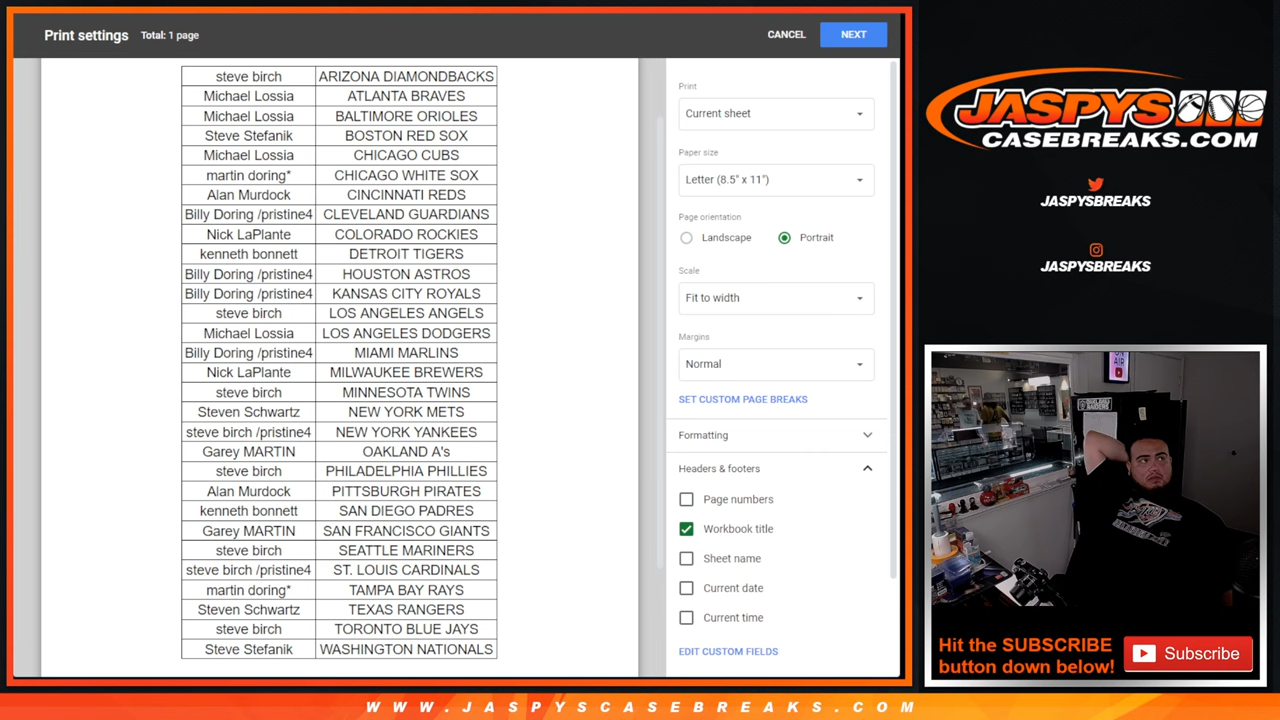 Print settings Total: 1 page CANCEL NEXT
steve birch ARIZONA DIAMONDBACKS
Michael Lossia ATLANTA BRAVES
Michael Lossia BALTIMORE ORIOLES
Steve Stefanik BOSTON RED SOX
Michael Lossia CHICAGO CUBS
martin doring* CHICAGO WHITE SOX
Alan Murdock CINCINNATI REDS
Billy Doring /pristine4 CLEVELAND GUARDIANS
Nick LaPlante COLORADO ROCKIES
kenneth bonnett DETROIT TIGERS
Billy Doring /pristine4 HOUSTON ASTROS
Billy Doring /pristine4 KANSAS CITY ROYALS
steve birch LOS ANGELES ANGELS
Michael Lossia LOS ANGELES DODGERS
Billy Doring /pristine4 MIAMI MARLINS
Nick LaPlante MILWAUKEE BREWERS
steve birch MINNESOTA TWINS
Steven Schwartz NEW YORK METS
steve birch /pristine4 NEW YORK YANKEES
Garey MARTIN OAKLAND A's
steve birch PHILADELPHIA PHILLIES
Alan Murdock PITTSBURGH PIRATES
kenneth bonnett SAN DIEGO PADRES
Garey MARTIN SAN FRANCISCO GIANTS
steve birch SEATTLE MARINERS
steve birch /pristine4 ST. LOUIS CARDINALS
martin doring* TAMPA BAY RAYS
Steven Schwartz TEXAS RANGERS
steve birch TORONTO BLUE JAYS
Steve Stefanik WASHINGTON NATIONALS
Print
Current sheet
Paper size
Letter (8.5" x 11")
Page orientation
Landscape Portrait
Scale
Fit to width
Margins
Normal
SET CUSTOM PAGE BREAKS
Formatting
Headers & footers
Page numbers
Workbook title
Sheet name
Current date
Current time
EDIT CUSTOM FIELDS
JASPYS
CASEBREAKS.COM
JASPYSBREAKS
JASPYSBREAKS
ON
AIR
Hit the SUBSCRIBE
button down below!
Subscribe
WWW.JASPYSCASEBREAKS.COM